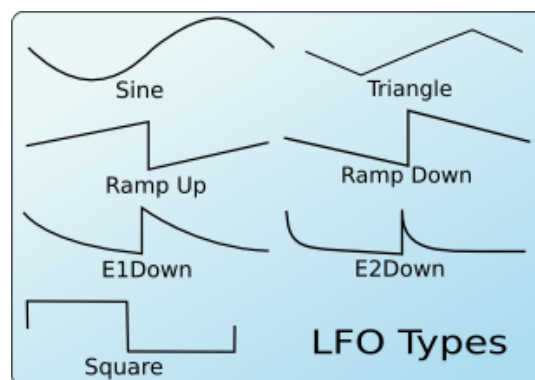 Sine
Triangle
Ramp Up
Ramp Down
E1Down
E2Down
Square
LFO Types